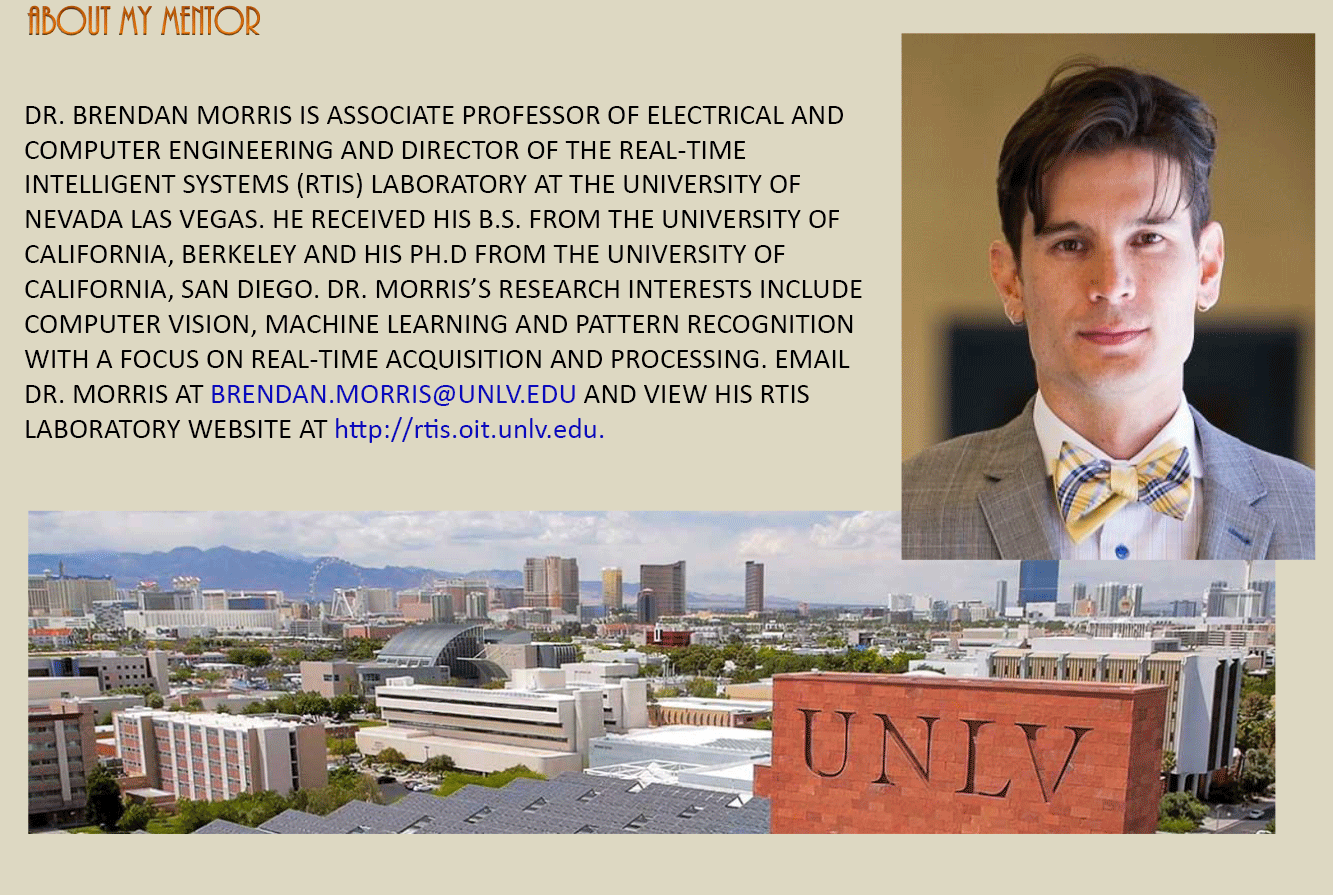 ABOUT MY MENTOR
DR. BRENDAN MORRIS IS ASSOCIATE PROFESSOR OF ELECTRICAL AND
COMPUTER ENGINEERING AND DIRECTOR OF THE REAL-TIME
INTELLIGENT SYSTEMS (RTIS) LABORATORY AT THE UNIVERSITY OF
NEVADA LAS VEGAS. HE RECEIVED HIS B.S. FROM THE UNIVERSITY OF
CALIFORNIA, BERKELEY AND HIS PH.D FROM THE UNIVERSITY OF
CALIFORNIA, SAN DIEGO. DR. MORRIS’S RESEARCH INTERESTS INCLUDE
COMPUTER VISION, MACHINE LEARNING AND PATTERN RECOGNITION
WITH A FOCUS ON REAL-TIME ACQUISITION AND PROCESSING. EMAIL
DR. MORRIS AT BRENDAN.MORRIS@UNLV.EDU AND VIEW HIS RTIS
LABORATORY WEBSITE AT http://rtis.oit.unlv.edu.
UNLV